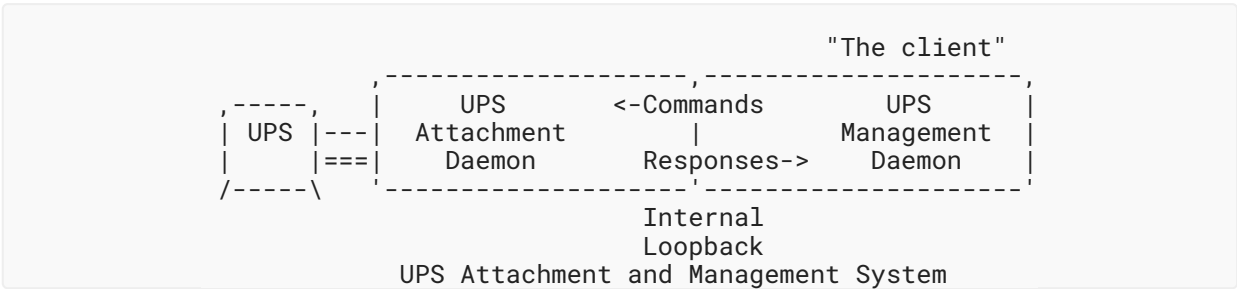 "The client"
UPS <-Commands UPS
UPS Attachment Management
Daemon Responses-> Daemon
Internal
Loopback
UPS Attachment and Management System